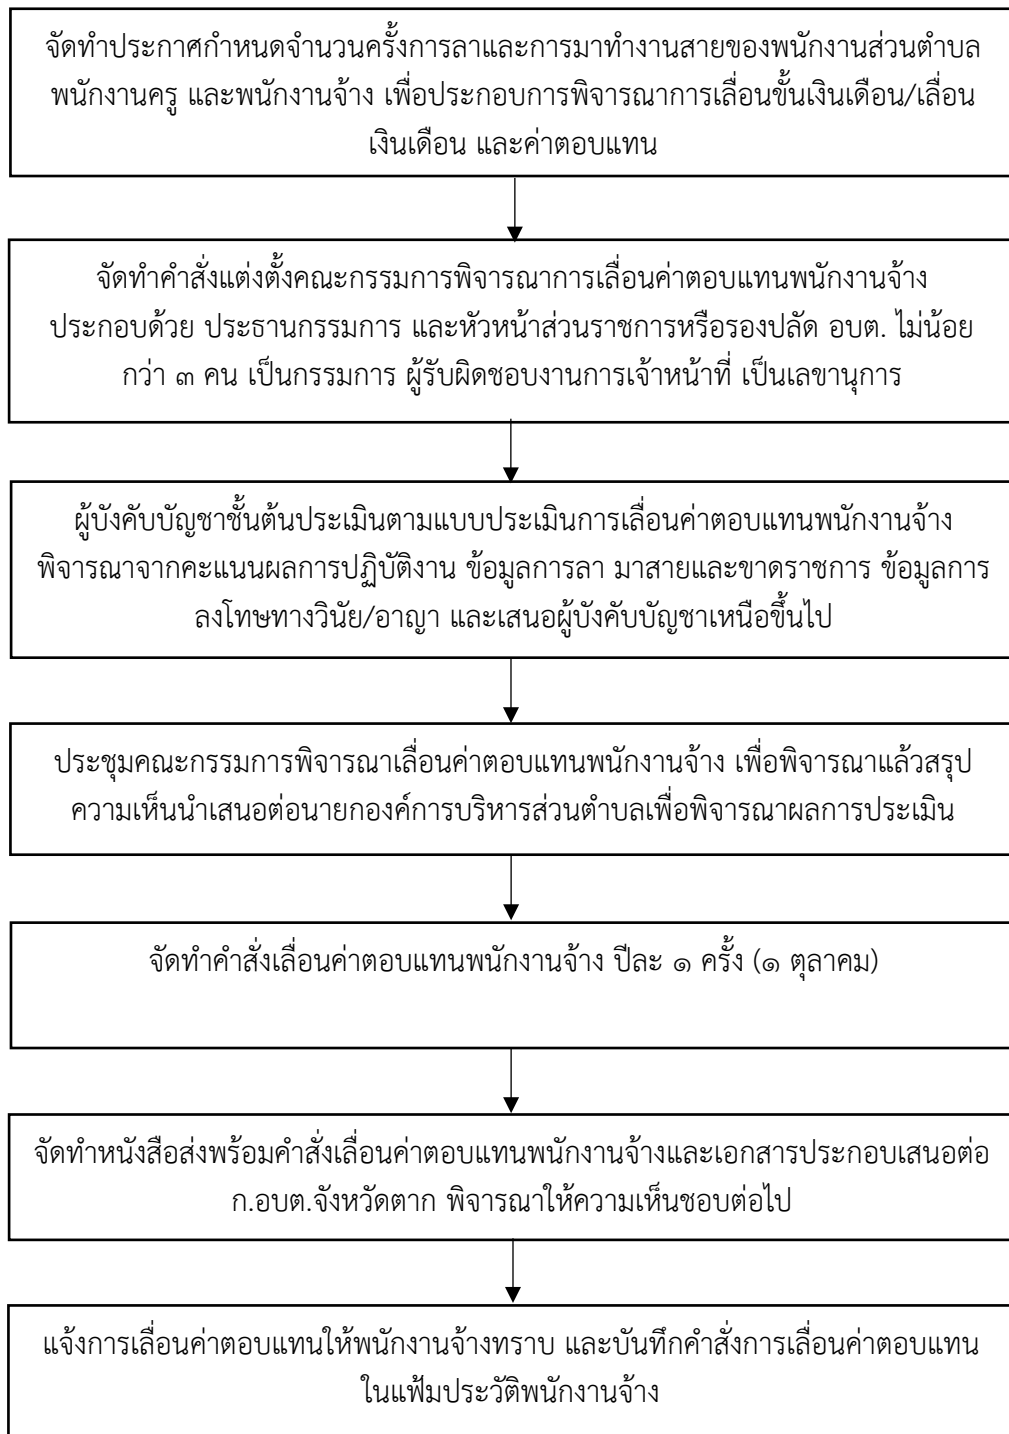 จัดทำประกาศกำหนดจำนวนครั้งการลาและการมาทำงานสายของพนักงานส่วนตำบล
พนักงานครู และพนักงานจ้าง เพื่อประกอบการพิจารณาการเลื่อนขั้นเงินเดือน/เลื่อน
เงินเดือน และค่าตอบแทน
จัดทำคำสั่งแต่งตั้งคณะกรรมการพิจารณาการเลื่อนค่าตอบแทนพนักงานจ้าง
ประกอบด้วย ประธานกรรมการ และหัวหน้าส่วนราชการหรือรองปลัด อบต. ไม่น้อย
กว่า ๓ คน เป็นกรรมการ ผู้รับผิดชอบงานการเจ้าหน้าที่ เป็นเลขานุการ
ผู้บังคับบัญชาชั้นต้นประเมินตามแบบประเมินการเลื่อนค่าตอบแทนพนักงานจ้าง
พิจารณาจากคะแนนผลการปฏิบัติงาน ข้อมูลการลา มาสายและขาดราชการ ข้อมูลการ
ลงโทษทางวินัย/อาญา และเสนอผู้บังคับบัญชาเหนือขึ้นไป
ประชุมคณะกรรมการพิจารณาเลื่อนค่าตอบแทนพนักงานจ้าง เพื่อพิจารณาแล้วสรุป
ความเห็นนำเสนอต่อนายกองค์การบริหารส่วนตำบลเพื่อพิจารณาผลการประเมิน
จัดทำคำสั่งเลื่อนค่าตอบแทนพนักงานจ้าง ปีละ ๑ ครั้ง (๑ ตุลาคม)
จัดทำหนังสือส่งพร้อมคำสั่งเลื่อนค่าตอบแทนพนักงานจ้างและเอกสารประกอบเสนอต่อ
ก.อบต.จังหวัดตาก พิจารณาให้ความเห็นชอบต่อไป
แจ้งการเลื่อนค่าตอบแทนให้พนักงานจ้างทราบ และบันทึกคำสั่งการเลื่อนค่าตอบแทน
ในแฟ้มประวัติพนักงานจ้าง